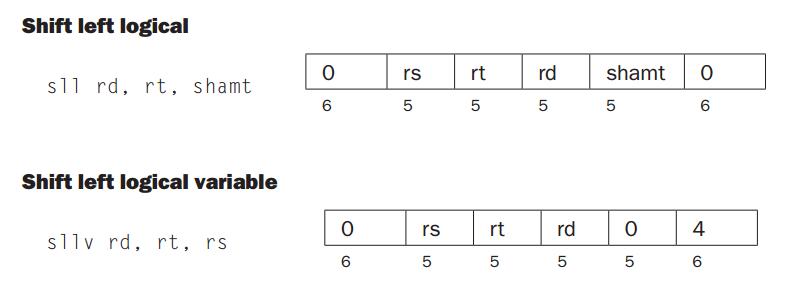 Shift left logical
sll rd, rt, shamt 0 rs rt rd shamt 0
6 5 5 5 5 6
Shift left logical variable
sllv rd, rt, rs 0 rs rt rd 0 4
6 5 5 5 5 6